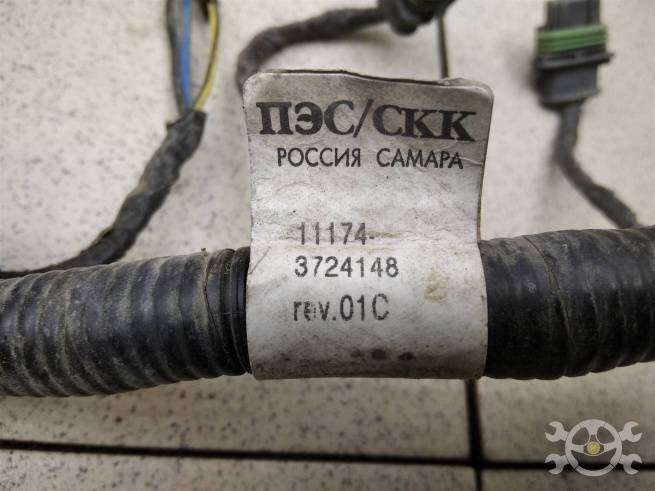 ПЭС/СКК
РОССИЯ САМАРА
11174-
3724148
rev.01C